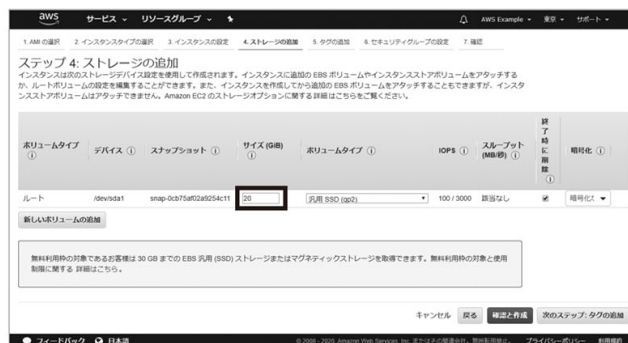 aws
サービス リソースグループ AWS Example 東京 サポート
1. AMI の選択 2. インスタンスタイプの選択 3. インスタンスの設定 4. ストレージの追加 5. タグの追加 6. セキュリティグループの設定 7. 確認
ステップ 4: ストレージの追加
インスタンスは次のストレージデバイス設定を使用して作成されます。インスタンスに追加の EBS ボリュームやインスタンスストアボリュームをアタッチする
か、ルートボリュームの設定を編集することができます。また、インスタンスを作成してから追加の EBS ボリュームをアタッチすることもできますが、インスタ
ンスストアボリュームはアタッチできません。Amazon EC2 のストレージオプションに関する 詳細 はこちらをご覧ください。
ボリュームタイプ デバイス スナップショット サイズ (GiB) ボリュームタイプ IOPS スループット (MB/秒) 終了時に削除 暗号化
ルート /dev/sda1 snap-0cb75af02a9254c11 20 汎用 SSD (gp2) 100 / 3000 該当なし 暗号化
新しいボリュームの追加
無料利用枠の対象であるお客様は 30 GB までの EBS 汎用 (SSD) ストレージまたはマグネティックストレージを取得できます。無料利用枠の対象と使用
制限に関する 詳細はこちら。
キャンセル 戻る 確認と作成 次のステップ: タグの追加
フィードバック 日本語 © 2008 - 2020, Amazon Web Services, Inc. またはその関連会社。無断転用禁止。 プライバシーポリシー 利用規約